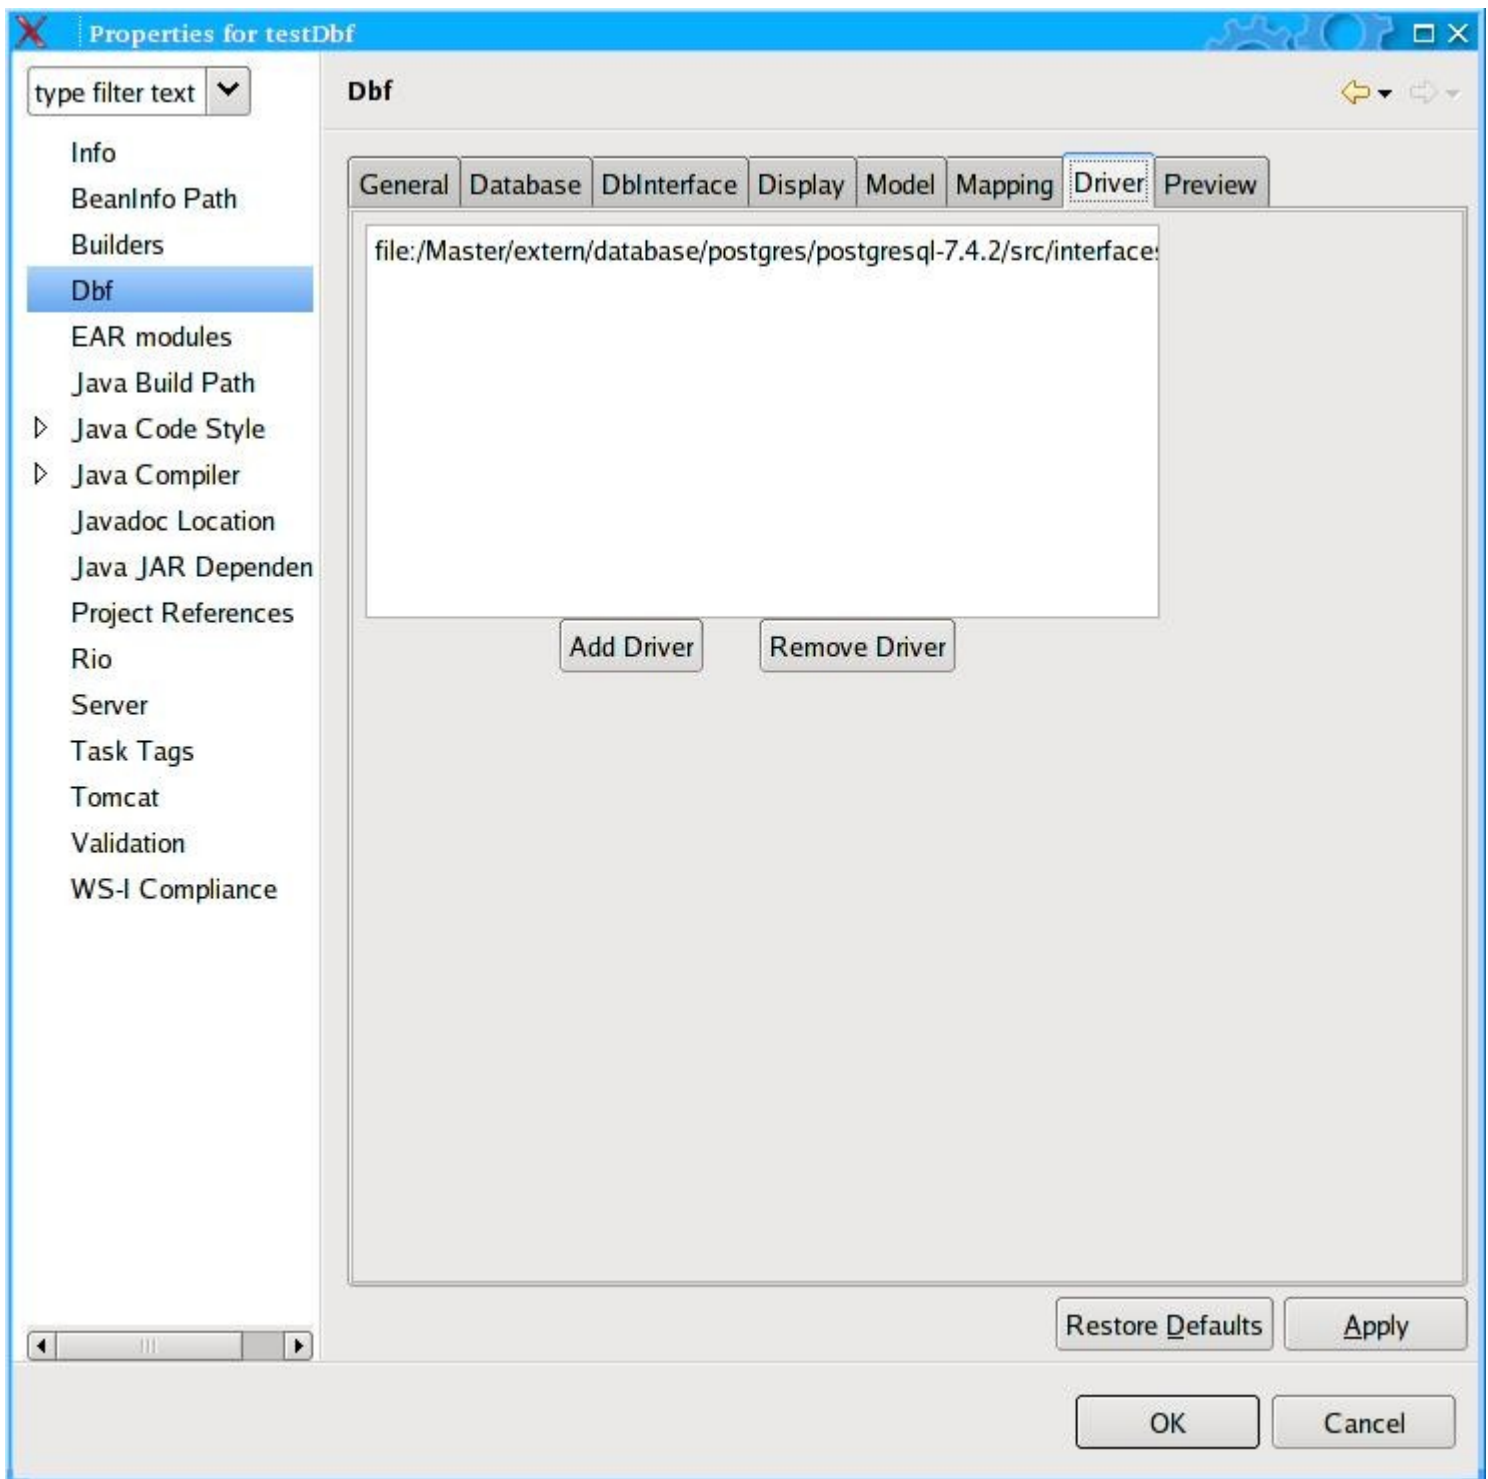 Properties for testDbf
type filter text
Info
BeanInfo Path
Builders
Dbf
EAR modules
Java Build Path
Java Code Style
Java Compiler
Javadoc Location
Java JAR Dependen
Project References
Rio
Server
Task Tags
Tomcat
Validation
WS-I Compliance
Dbf
General Database DbInterface Display Model Mapping Driver Preview
file:/Master/extern/database/postgres/postgresql-7.4.2/src/interfaces
Add Driver Remove Driver
Restore Defaults Apply
OK Cancel